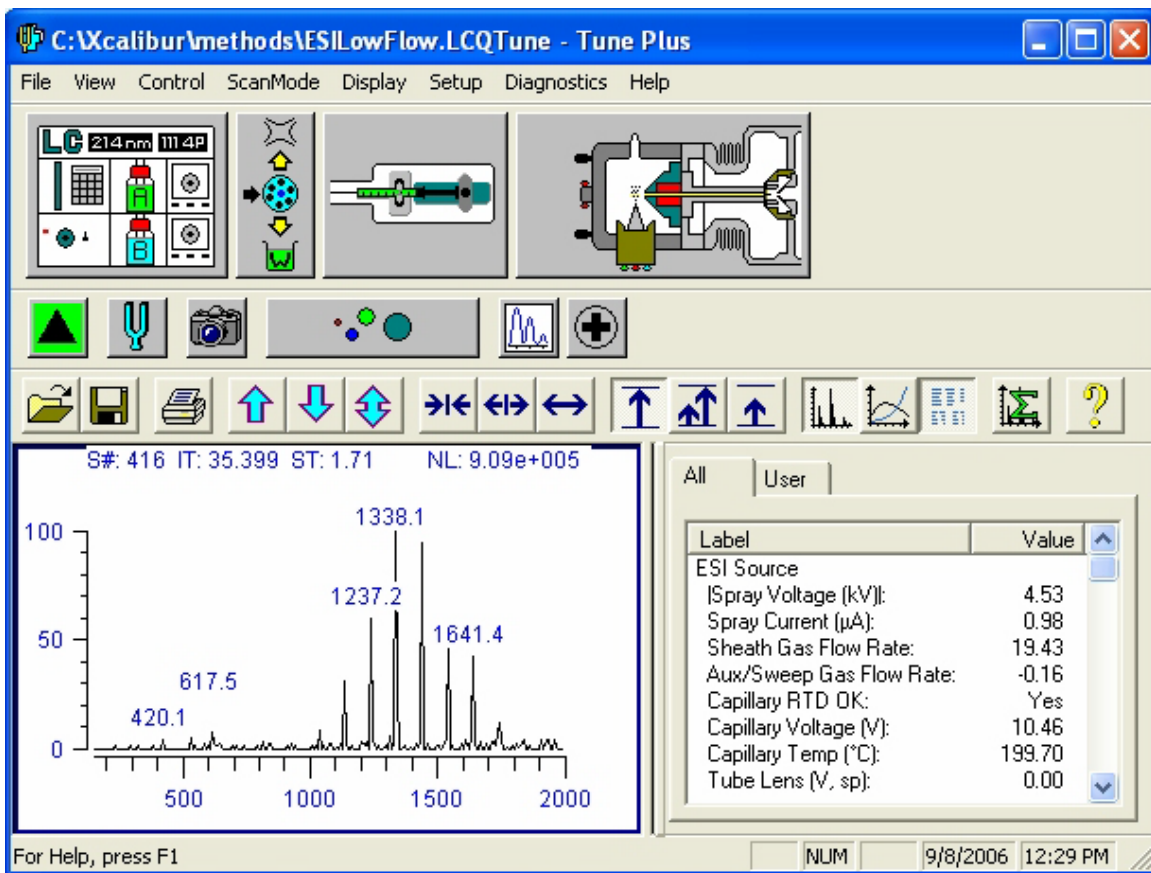 C:\Xcalibur\methods\ESILowFlow.LCQTune - Tune Plus
File View Control ScanMode Display Setup Diagnostics Help
LC 214nm 1114P
A
B
W
S#: 416 IT: 35.399 ST: 1.71 NL: 9.09e+005
100
50
0
1338.1
1237.2
1641.4
617.5
420.1
500 1000 1500 2000
All User
Label Value
ESI Source
|Spray Voltage (kV)|: 4.53
Spray Current (µA): 0.98
Sheath Gas Flow Rate: 19.43
Aux/Sweep Gas Flow Rate: -0.16
Capillary RTD OK: Yes
Capillary Voltage (V): 10.46
Capillary Temp (°C): 199.70
Tube Lens (V, sp): 0.00
For Help, press F1
NUM 9/8/2006 12:29 PM